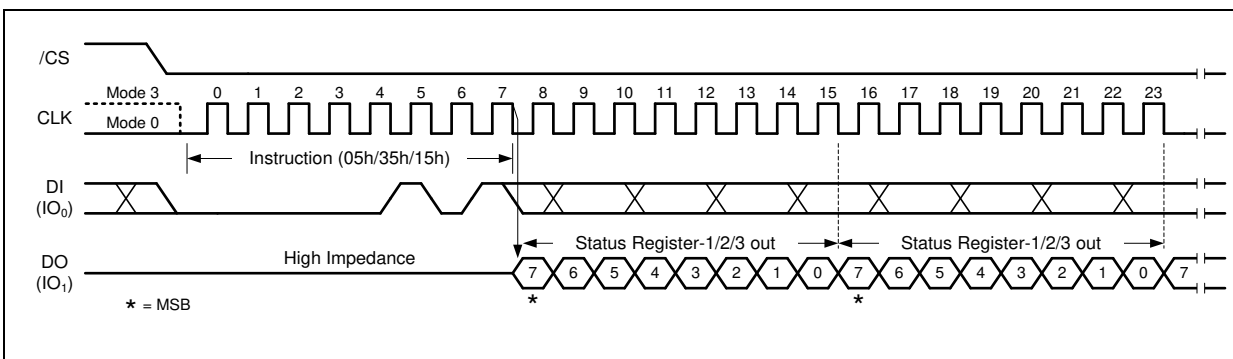 /CS
Mode 3 0 1 2 3 4 5 6 7 8 9 10 11 12 13 14 15 16 17 18 19 20 21 22 23
CLK
Mode 0
Instruction (05h/35h/15h)
DI
(IO₀)
Status Register-1/2/3 out Status Register-1/2/3 out
High Impedance
DO
(IO₁)
7 6 5 4 3 2 1 0 7 6 5 4 3 2 1 0 7
* *
* = MSB